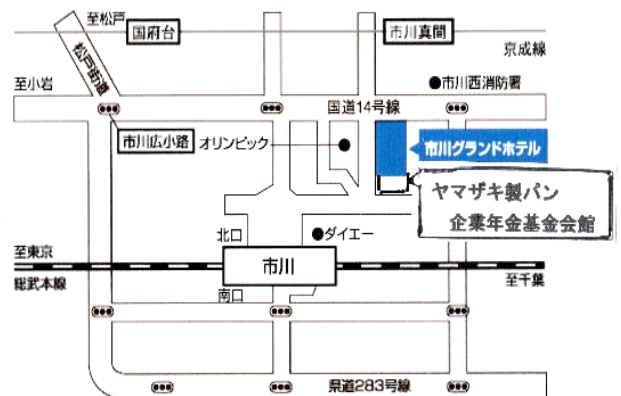 至松戸
国府台
市川真間
京成線
松戸街道
至小岩
市川西消防署
国道14号線
市川広小路
オリンピック
市川グランドホテル
ヤマザキ製パン
企業年金基金会館
北口
ダイエー
至東京
市川
総武本線
至千葉
南口
県道283号線